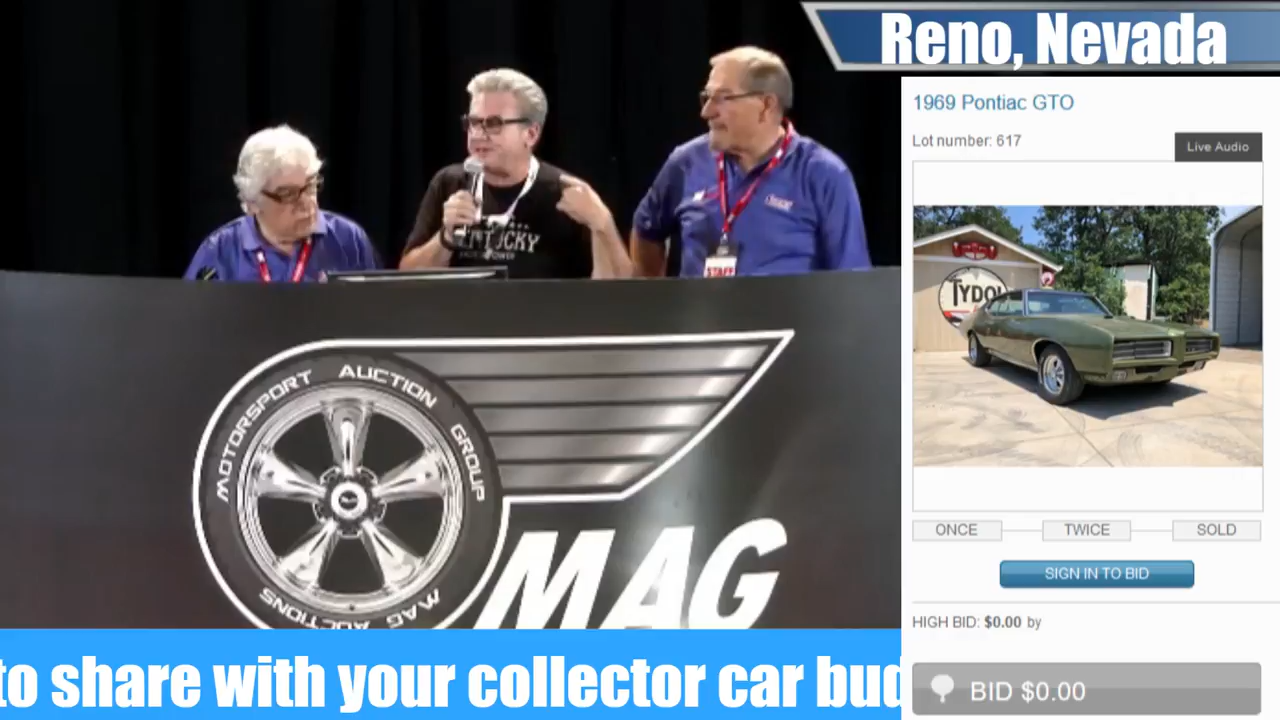 Reno, Nevada
1969 Pontiac GTO
Lot number: 617
Live Audio
TYDOL
KENTUCKY
STAFF
MOTORSPORT AUCTION GROUP
MAG AUCTIONS
MAG
ONCE
TWICE
SOLD
SIGN IN TO BID
HIGH BID: $0.00 by
BID $0.00
to share with your collector car bud